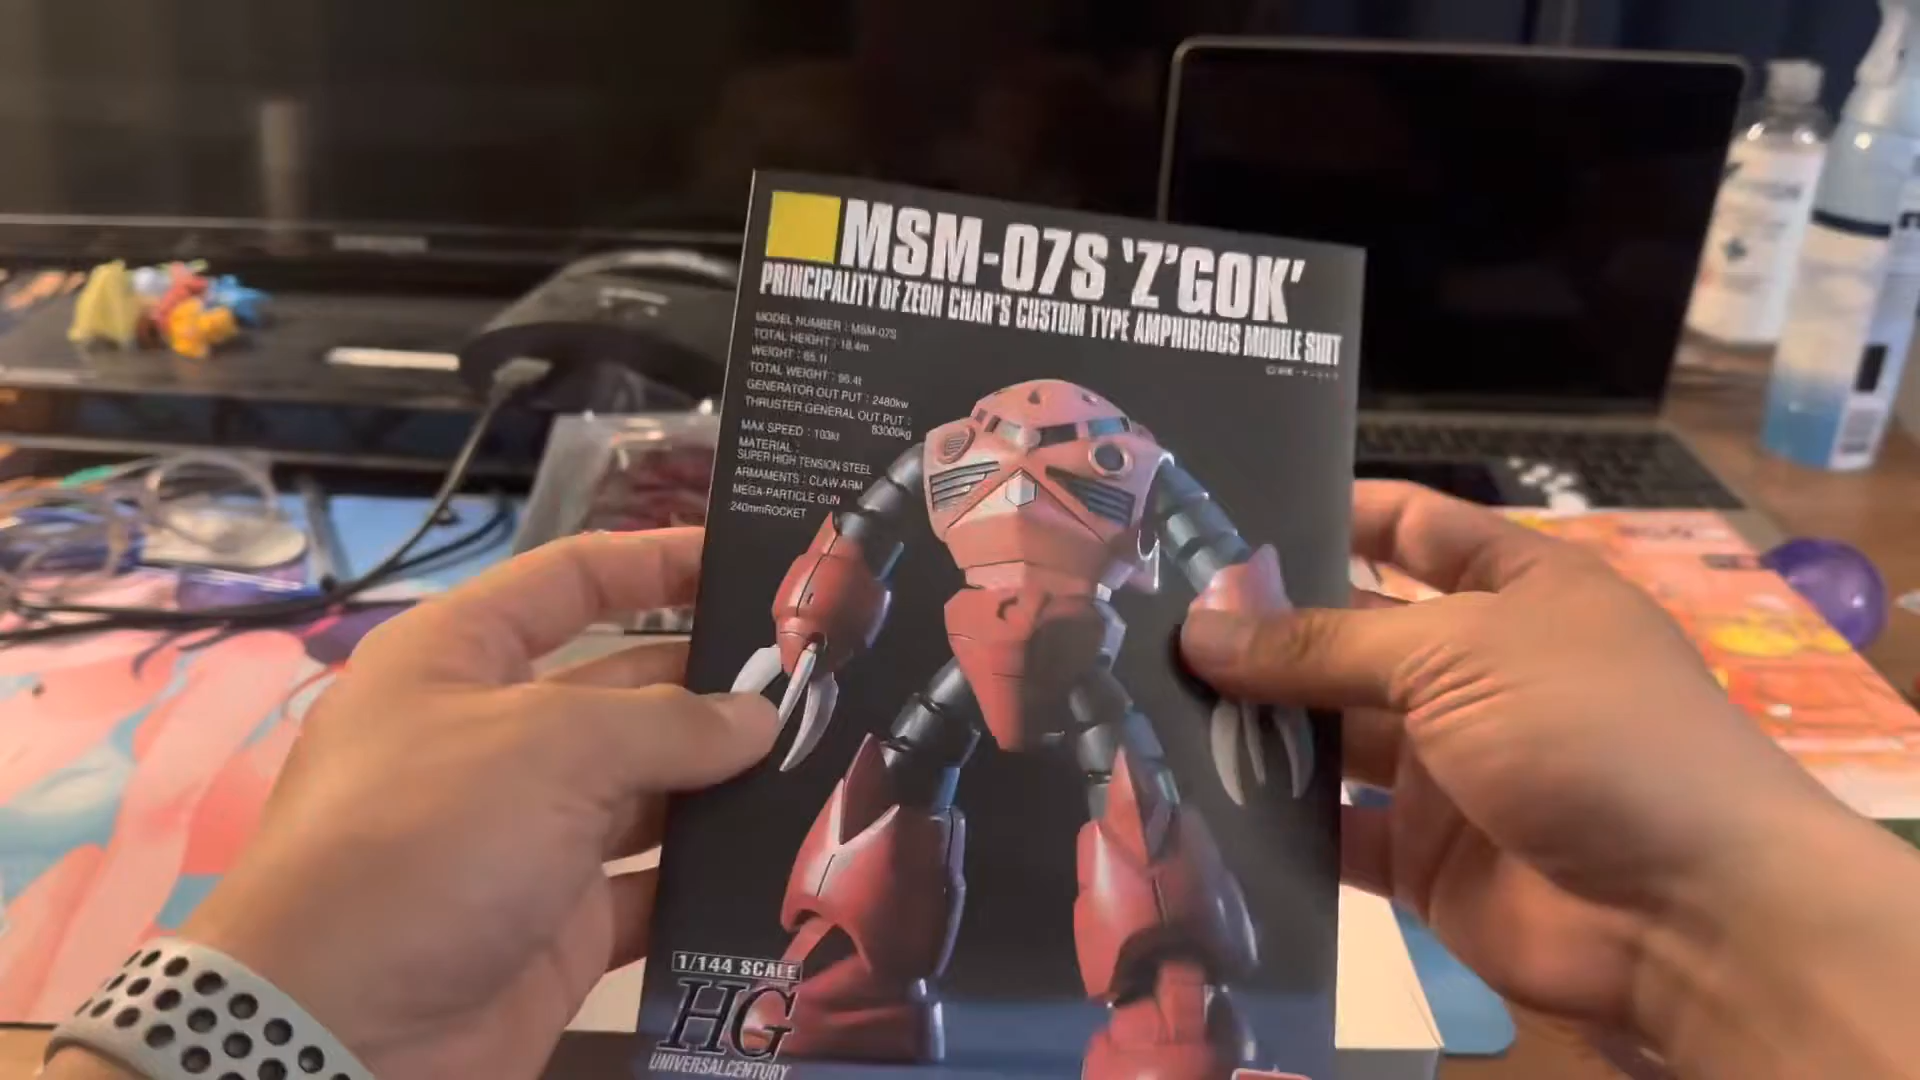 MSM-07S 'Z'GOK'
PRINCIPALITY OF ZEON CHAR'S CUSTOM TYPE AMPHIBIOUS MOBILE SUIT
MODEL NUMBER : MSM-07S
TOTAL HEIGHT : 18.4m
WEIGHT : 65.1t
TOTAL WEIGHT : 96.4t
GENERATOR OUT PUT : 2480kw
THRUSTER GENERAL OUT PUT :
83000kg
MAX SPEED : 103kt
MATERIAL :
SUPER HIGH TENSION STEEL
ARMAMENTS : CLAW ARM
MEGA-PARTICLE GUN
240mmROCKET
1/144 SCALE
HG
UNIVERSAL CENTURY